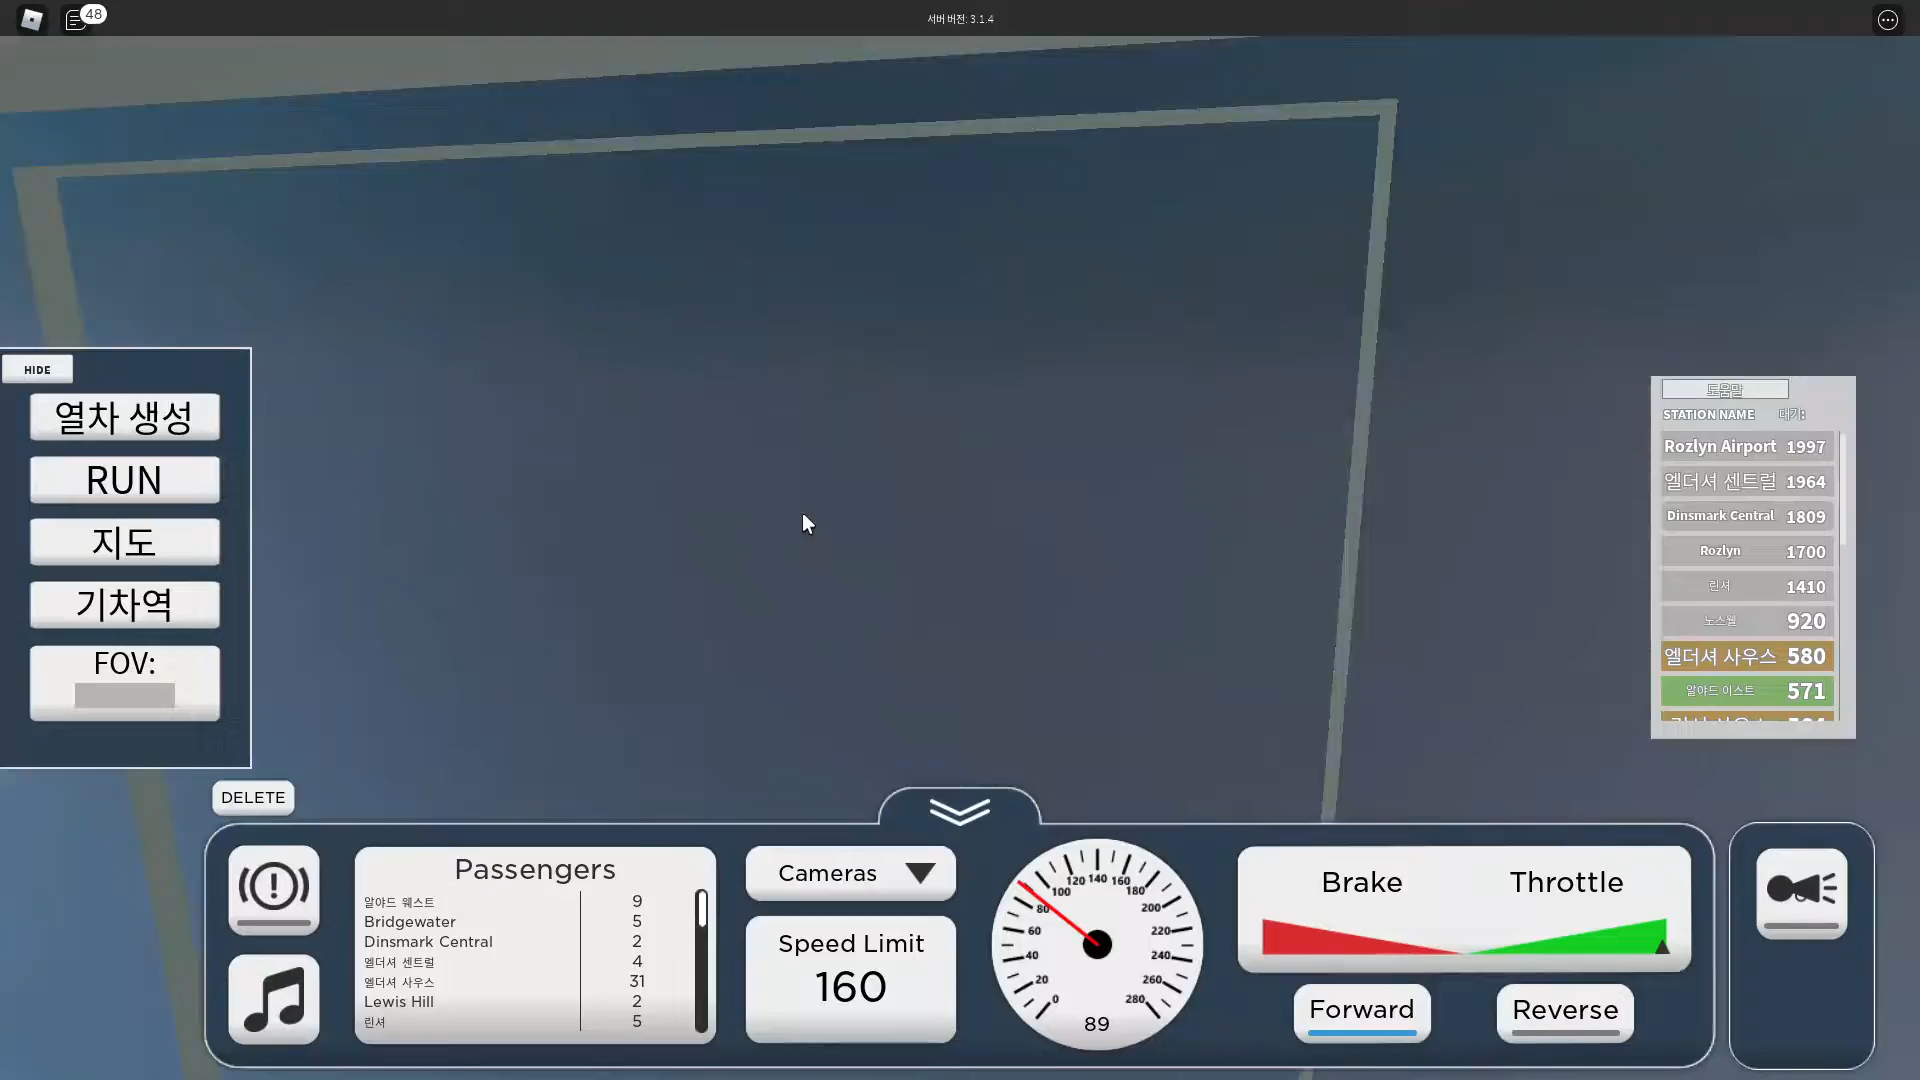 48
서버 버전: 3.1.4
HIDE
열차 생성
RUN
지도
기차역
FOV:
도움말
STATION NAME 대기:
Rozlyn Airport 1997
엘더셔 센트럴 1964
Dinsmark Central 1809
Rozlyn 1700
린셔 1410
노스웰 920
엘더셔 사우스 580
알야드 이스트 571
DELETE
Passengers
알야드 웨스트 9
Bridgewater 5
Dinsmark Central 2
엘더셔 센트럴 4
엘더셔 사우스 31
Lewis Hill 2
린셔 5
Cameras
Speed Limit
160
0 20 40 60 80 100 120 140 160 180 200 220 240 260 280
89
Brake Throttle
Forward Reverse